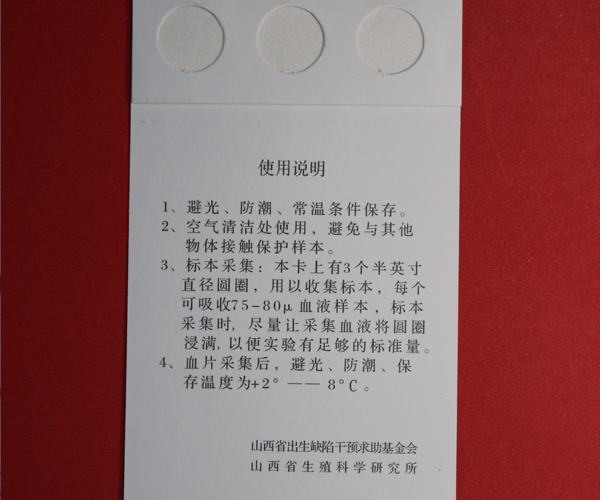 使用说明
1、避光、防潮、常温条件保存。
2、空气清洁处使用，避免与其他
物体接触保护样本。
3、标本采集：本卡上有3个半英寸
直径圆圈，用以收集标本，每个
可吸收75-80μ血液样本，标本
采集时，尽量让采集血液将圆圈
浸满，以便实验有足够的标准量。
4、血片采集后，避光、防潮、保
存温度为+2° —— 8℃。
山西省出生缺陷干预求助基金会
山西省生殖科学研究所